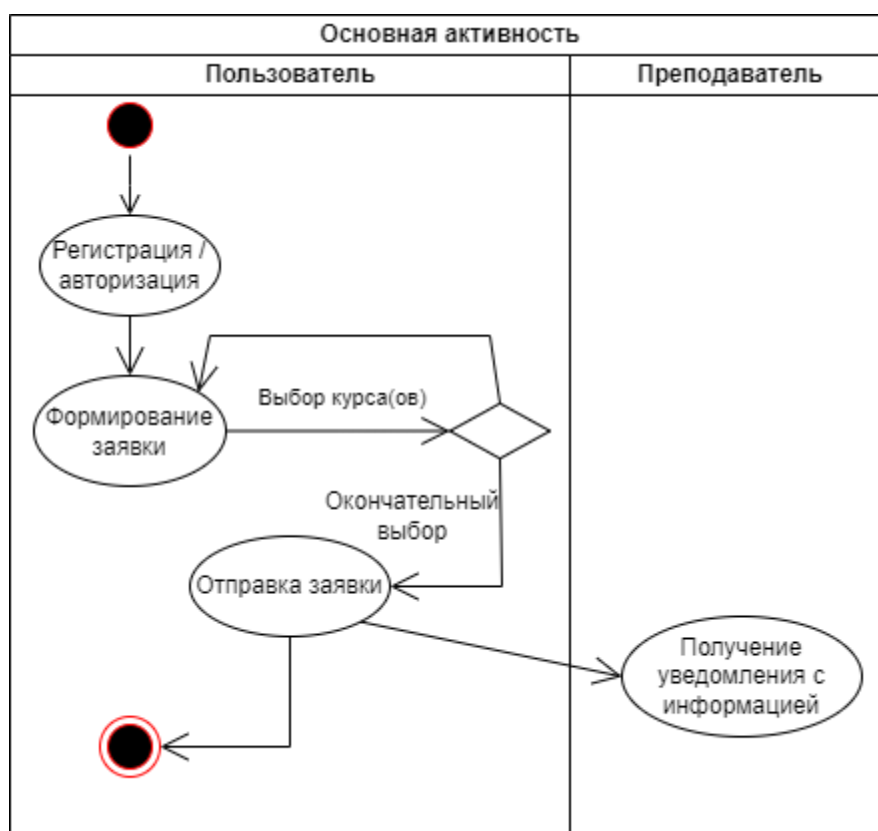 Основная активность
Пользователь
Преподаватель
Регистрация /
авторизация
Выбор курса(ов)
Формирование
заявки
Окончательный
выбор
Отправка заявки
Получение
уведомления с
информацией